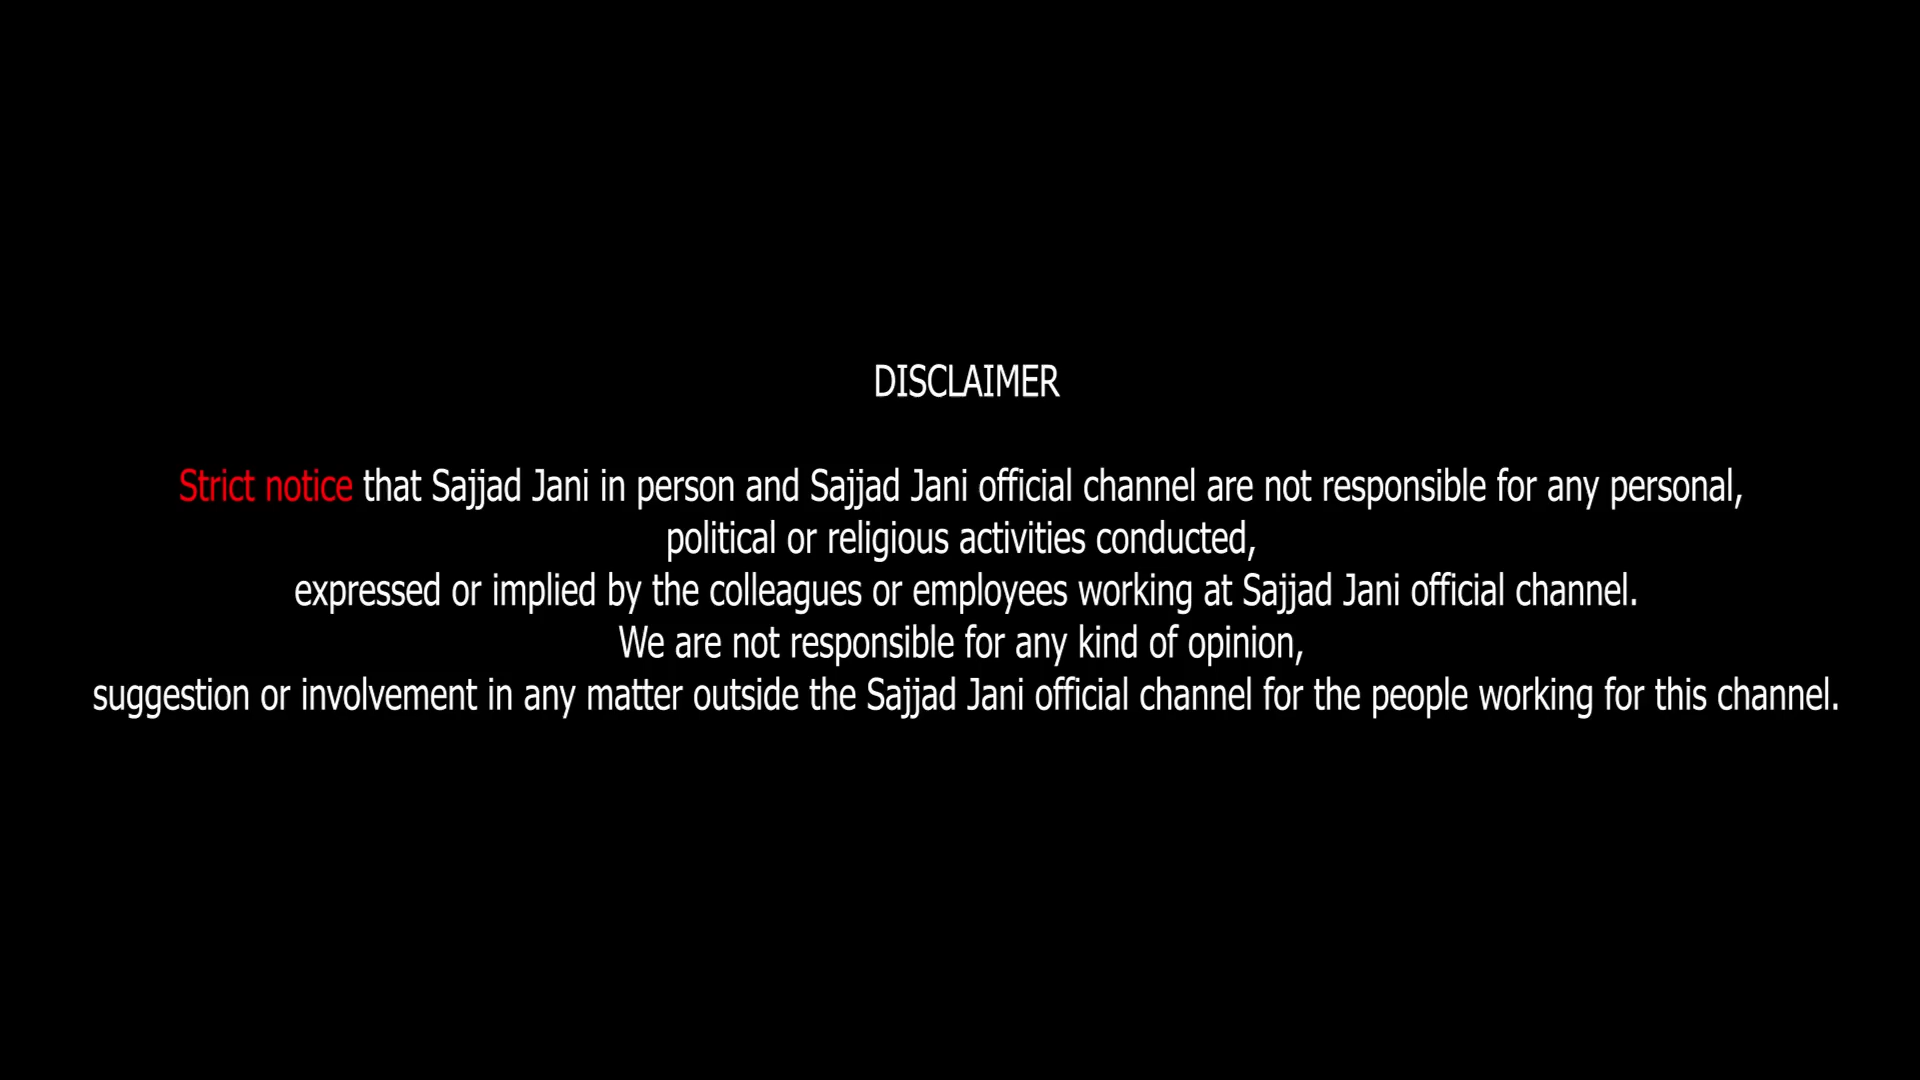 DISCLAIMER
Strict notice that Sajjad Jani in person and Sajjad Jani official channel are not responsible for any personal,
political or religious activities conducted,
expressed or implied by the colleagues or employees working at Sajjad Jani official channel.
We are not responsible for any kind of opinion,
suggestion or involvement in any matter outside the Sajjad Jani official channel for the people working for this channel.